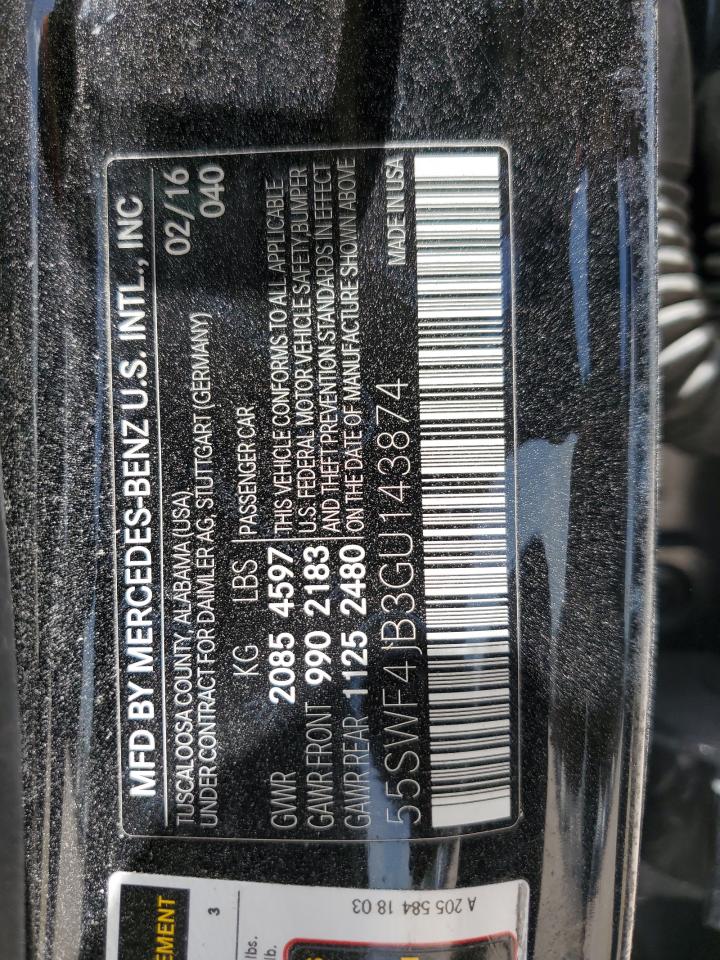 MFD BY MERCEDES-BENZ U.S. INTL., INC
TUSCALOOSA COUNTY, ALABAMA (USA) 02/16
UNDER CONTRACT FOR DAIMLER AG, STUTTGART (GERMANY) 040
KG LBS PASSENGER CAR
GVWR 2085 4597 THIS VEHICLE CONFORMS TO ALL APPLICABLE
GAWR FRONT 990 2183 U.S. FEDERAL MOTOR VEHICLE SAFETY/BUMPER
AND THEFT PREVENTION STANDARDS IN EFFECT
GAWR REAR 1125 2480 ON THE DATE OF MANUFACTURE SHOWN ABOVE
55SWF4JB3GU143874 MADE IN USA
EMENT
3
lbs.
lb.
A 205 584 18 03